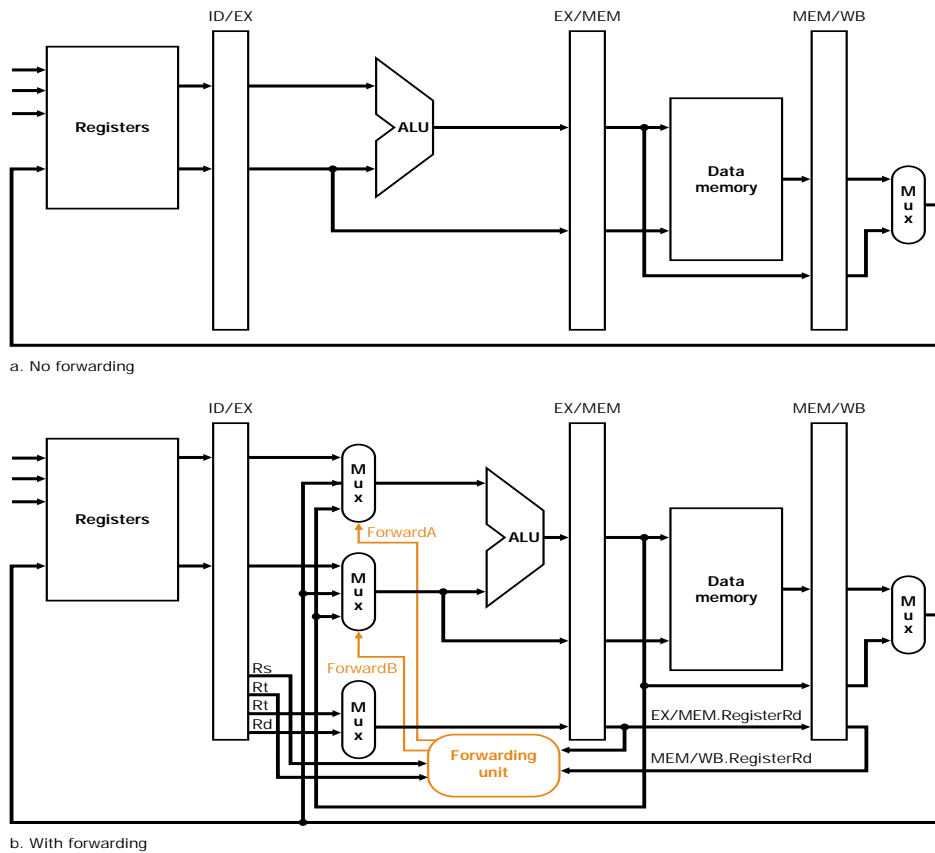 ID/EX
EX/MEM
MEM/WB
Registers
ALU
Data
memory
M
u
x
a. No forwarding
ID/EX
EX/MEM
MEM/WB
Registers
M
u
x
ForwardA
ALU
M
u
x
Data
memory
M
u
x
ForwardB
Rs
Rt
Rt
Rd
M
u
x
EX/MEM.RegisterRd
Forwarding
unit
MEM/WB.RegisterRd
b. With forwarding